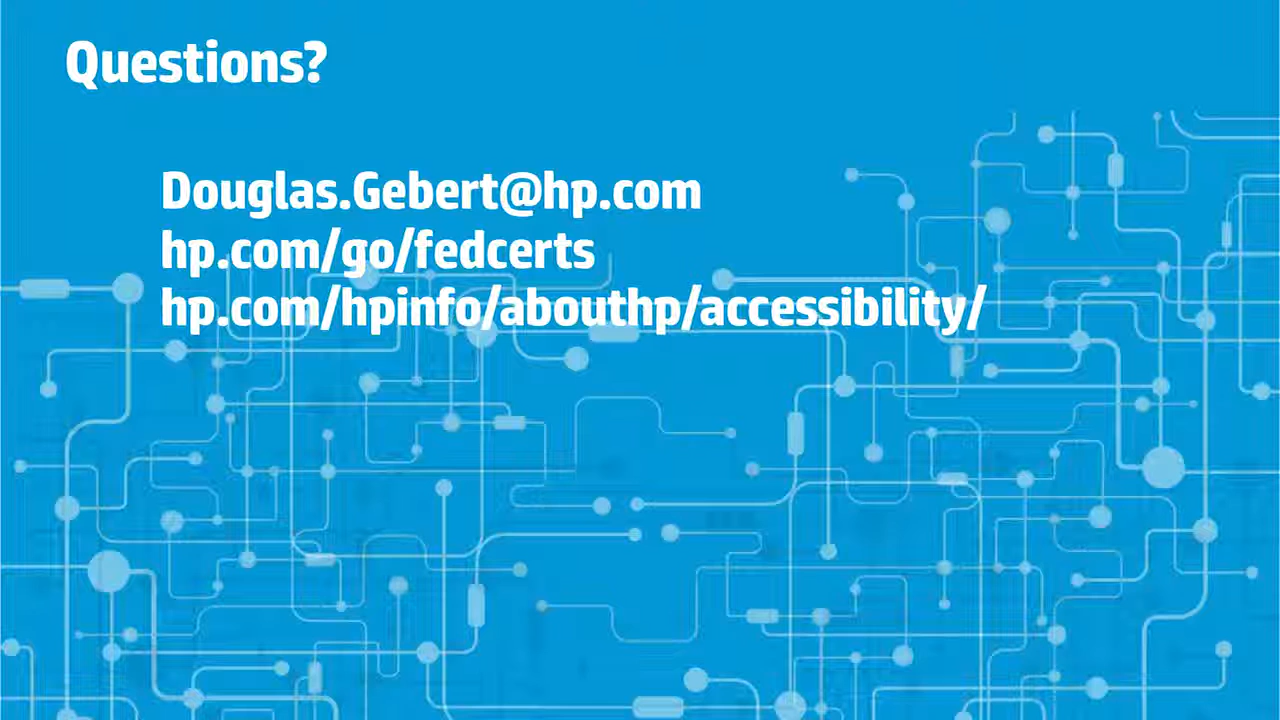 Questions?
Douglas.Gebert@hp.com
hp.com/go/fedcerts
hp.com/hpinfo/abouthp/accessibility/